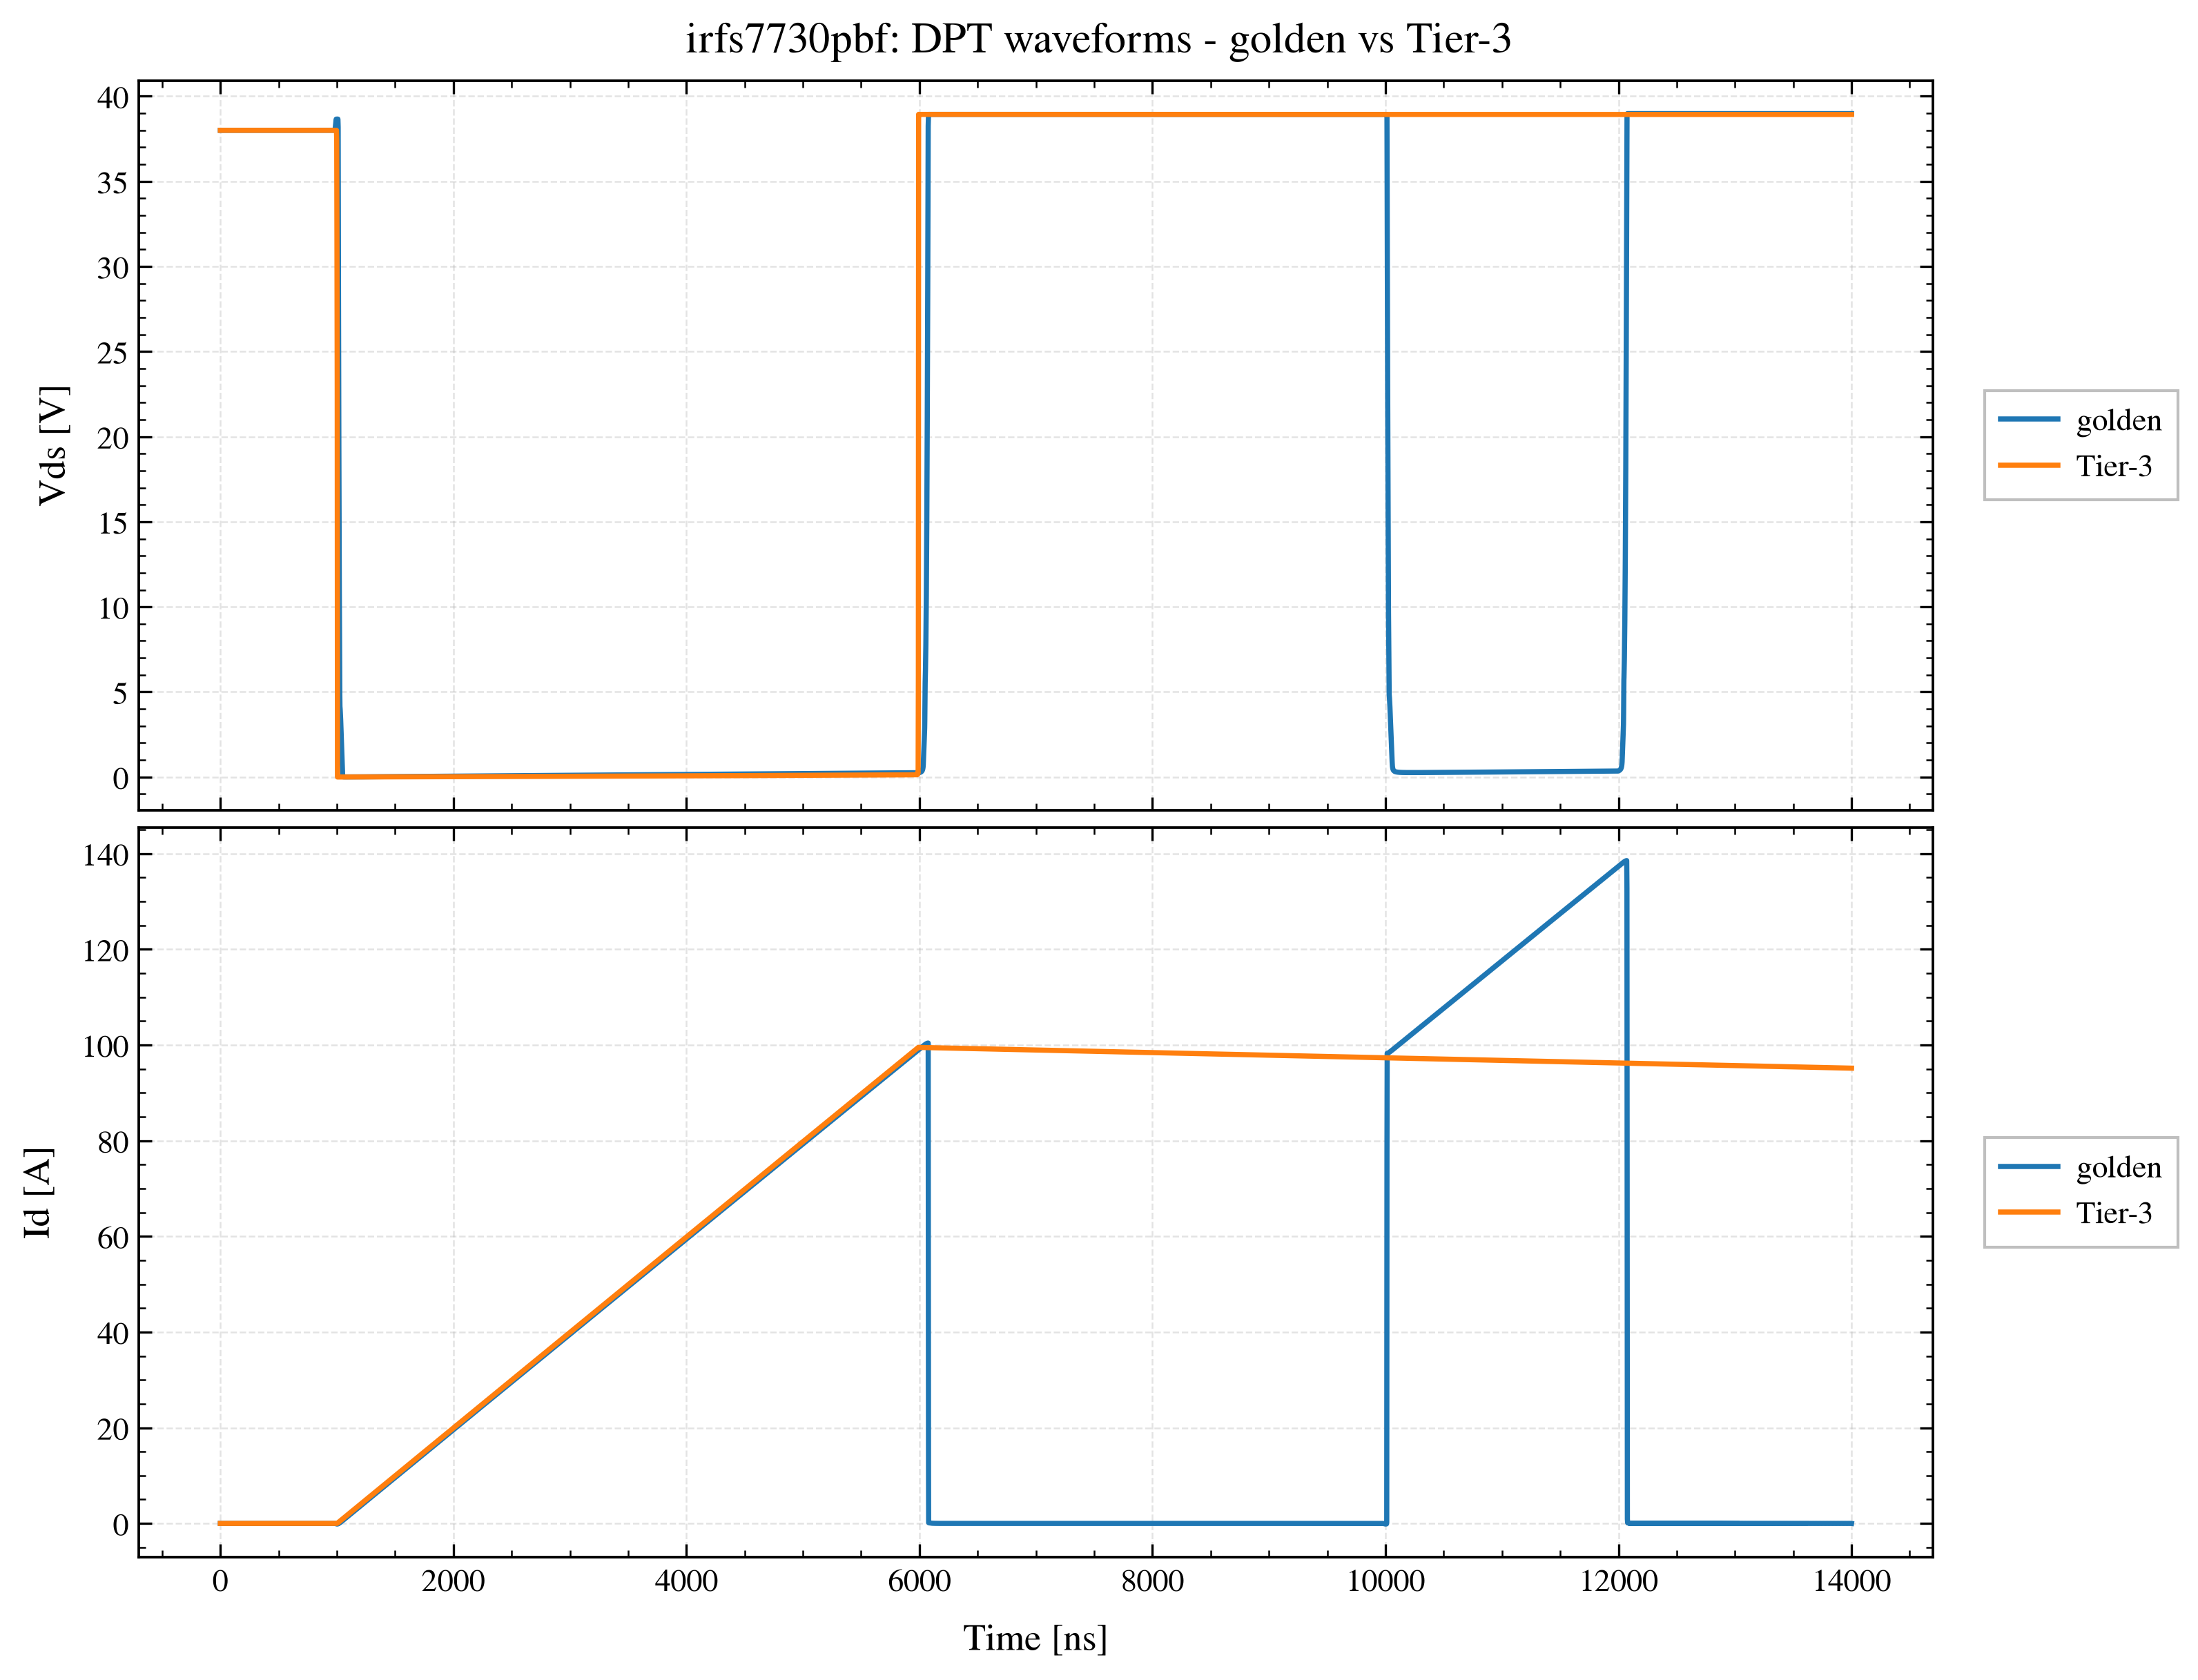 irfs7730pbf: DPT waveforms - golden vs Tier-3
40
35
30
25
20
15
10
5
0
Vds [V]
golden
Tier-3
140
120
100
80
60
40
20
0
Id [A]
golden
Tier-3
0 2000 4000 6000 8000 10000 12000 14000
Time [ns]